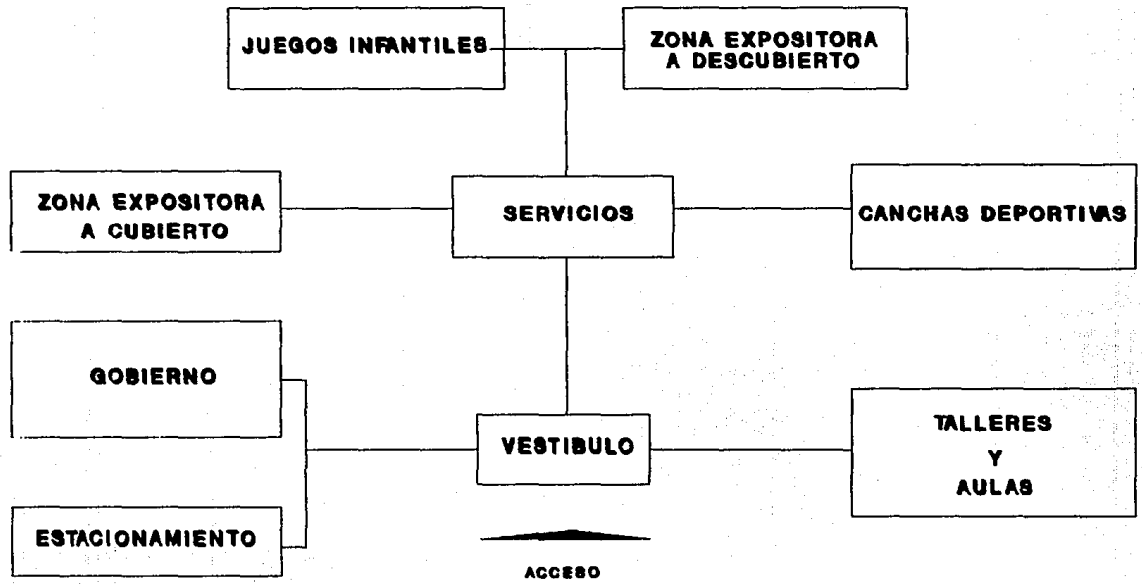 JUEGOS INFANTILES
ZONA EXPOSITORA
A DESCUBIERTO
ZONA EXPOSITORA
A CUBIERTO
SERVICIOS
CANCHAS DEPORTIVAS
GOBIERNO
VESTIBULO
TALLERES
Y
AULAS
ESTACIONAMIENTO
ACCESO